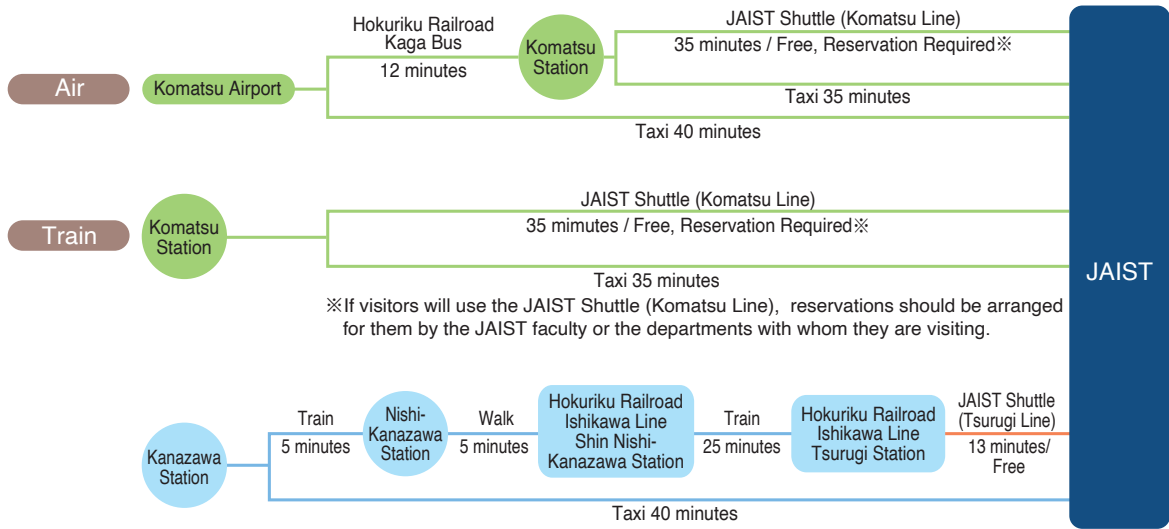 Air
Komatsu Airport
Hokuriku Railroad
Kaga Bus
12 minutes
Komatsu
Station
JAIST Shuttle (Komatsu Line)
35 minutes / Free, Reservation Required※
Taxi 35 minutes
Taxi 40 minutes
Train
Komatsu
Station
JAIST Shuttle (Komatsu Line)
35 mimutes / Free, Reservation Required※
Taxi 35 minutes
JAIST
※If visitors will use the JAIST Shuttle (Komatsu Line), reservations should be arranged
for them by the JAIST faculty or the departments with whom they are visiting.
Kanazawa
Station
Train
5 minutes
Nishi-
Kanazawa
Station
Walk
5 minutes
Hokuriku Railroad
Ishikawa Line
Shin Nishi-
Kanazawa Station
Train
25 minutes
Hokuriku Railroad
Ishikawa Line
Tsurugi Station
JAIST Shuttle
(Tsurugi Line)
13 minutes/
Free
Taxi 40 minutes